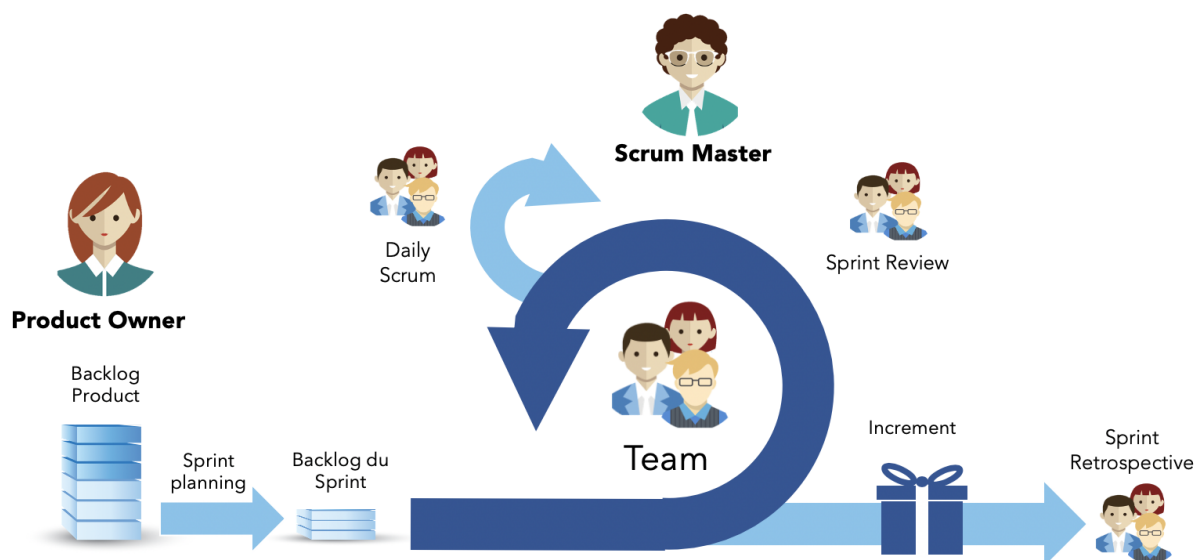 Scrum Master
Daily
Scrum
Sprint Review
Product Owner
Backlog
Product
Sprint
planning
Backlog du
Sprint
Team
Increment
Sprint
Retrospective